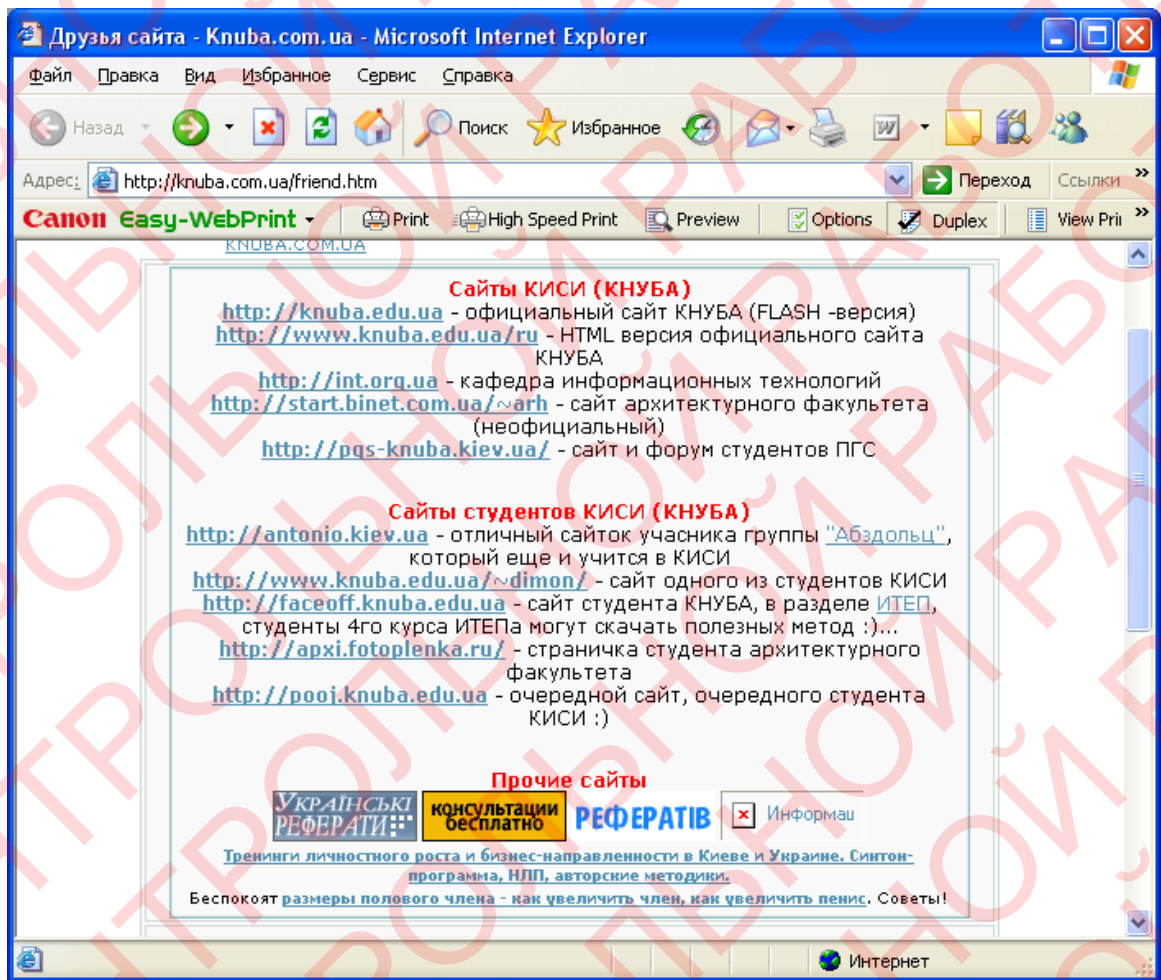 Друзья сайта - Knuba.com.ua - Microsoft Internet Explorer
Файл Правка Вид Избранное Сервис Справка
Назад Поиск Избранное
Адрес: http://knuba.com.ua/friend.htm Переход Ссылки »
Canon Easy-WebPrint Print High Speed Print Preview Options Duplex View Prin »
KNUBA.COM.UA
Сайты КИСИ (КНУБА)
http://knuba.edu.ua - официальный сайт КНУБА (FLASH -версия)
http://www.knuba.edu.ua/ru - HTML версия официального сайта
КНУБА
http://int.org.ua - кафедра информационных технологий
http://start.binet.com.ua/~arh - сайт архитектурного факультета
(неофициальный)
http://pgs-knuba.kiev.ua/ - сайт и форум студентов ПГС
Сайты студентов КИСИ (КНУБА)
http://antonio.kiev.ua - отличный сайток учасника группы "Абздольц",
который еще и учится в КИСИ
http://www.knuba.edu.ua/~dimon/ - сайт одного из студентов КИСИ
http://faceoff.knuba.edu.ua - сайт студента КНУБА, в разделе ИТЕП,
студенты 4го курса ИТЕПа могут скачать полезных метод :)...
http://apxi.fotoplenka.ru/ - страничка студента архитектурного
факультета
http://pooj.knuba.edu.ua - очередной сайт, очередного студента
КИСИ :)
Прочие сайты
УКРАЇНСЬКІ РЕФЕРАТИ консультации бесплатно РЕФЕРАТІВ Информац
Тренинги личностного роста и бизнес-направленности в Киеве и Украине. Синтон-
программа, НЛП, авторские методики.
Беспокоят размеры полового члена - как увеличить член, как увеличить пенис. Советы!
Интернет